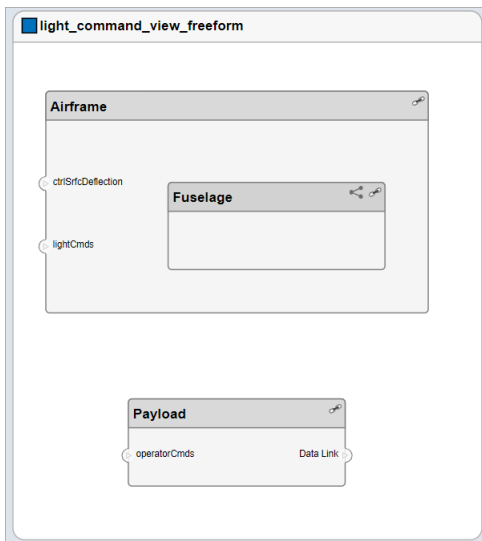 light_command_view_freeform
Airframe
ctrlSrfcDeflection
Fuselage
lightCmds
Payload
operatorCmds Data Link